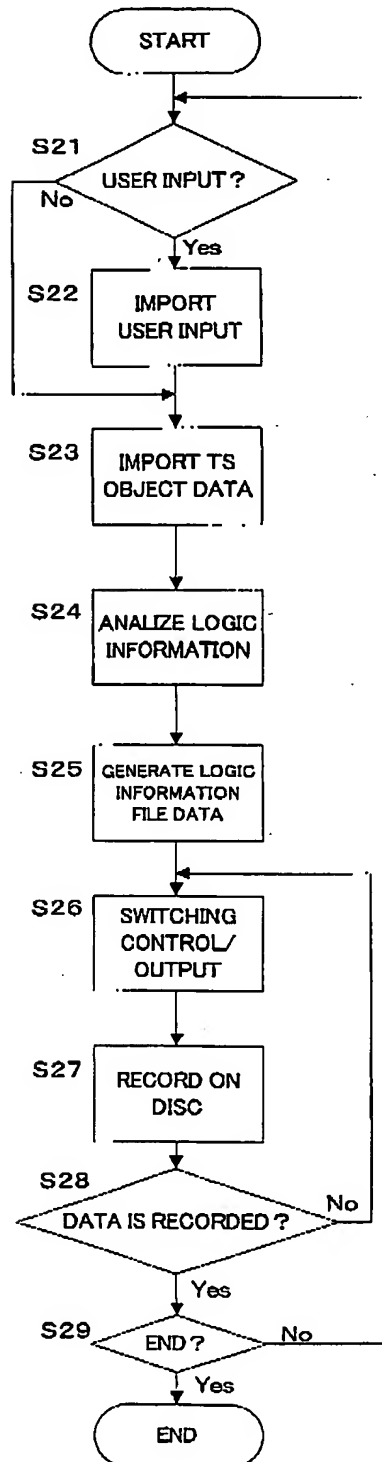 START
S21
USER INPUT ?
No
Yes
S22
IMPORT
USER INPUT
S23
IMPORT TS
OBJECT DATA
S24
ANALIZE LOGIC
INFORMATION
S25
GENERATE LOGIC
INFORMATION
FILE DATA
S26
SWITCHING
CONTROL/
OUTPUT
S27
RECORD ON
DISC
S28
DATA IS RECORDED ?
No
Yes
S29
END ?
No
Yes
END